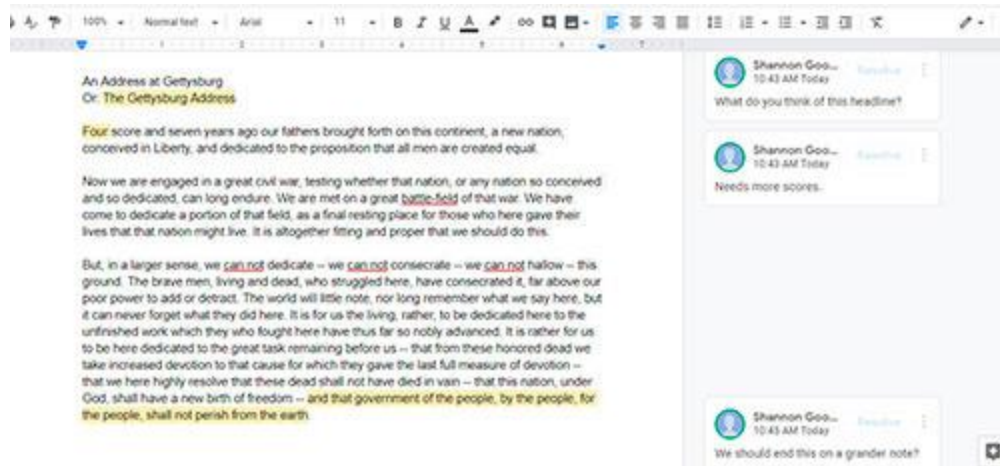 100% Normal text Arial 11 B I U A
1 2 3 4 5 6 7
An Address at Gettysburg
Or: The Gettysburg Address
Four score and seven years ago our fathers brought forth on this continent, a new nation,
conceived in Liberty, and dedicated to the proposition that all men are created equal.
Now we are engaged in a great civil war, testing whether that nation, or any nation so conceived
and so dedicated, can long endure. We are met on a great battle-field of that war. We have
come to dedicate a portion of that field, as a final resting place for those who here gave their
lives that that nation might live. It is altogether fitting and proper that we should do this.
But, in a larger sense, we can not dedicate -- we can not consecrate -- we can not hallow -- this
ground. The brave men, living and dead, who struggled here, have consecrated it, far above our
poor power to add or detract. The world will little note, nor long remember what we say here, but
it can never forget what they did here. It is for us the living, rather, to be dedicated here to the
unfinished work which they who fought here have thus far so nobly advanced. It is rather for us
to be here dedicated to the great task remaining before us -- that from these honored dead we
take increased devotion to that cause for which they gave the last full measure of devotion --
that we here highly resolve that these dead shall not have died in vain -- that this nation, under
God, shall have a new birth of freedom -- and that government of the people, by the people, for
the people, shall not perish from the earth.
Shannon Goo...
10:43 AM Today
Resolve
What do you think of this headline?
Shannon Goo...
10:43 AM Today
Resolve
Needs more scores.
Shannon Goo...
10:45 AM Today
Resolve
We should end this on a grander note?